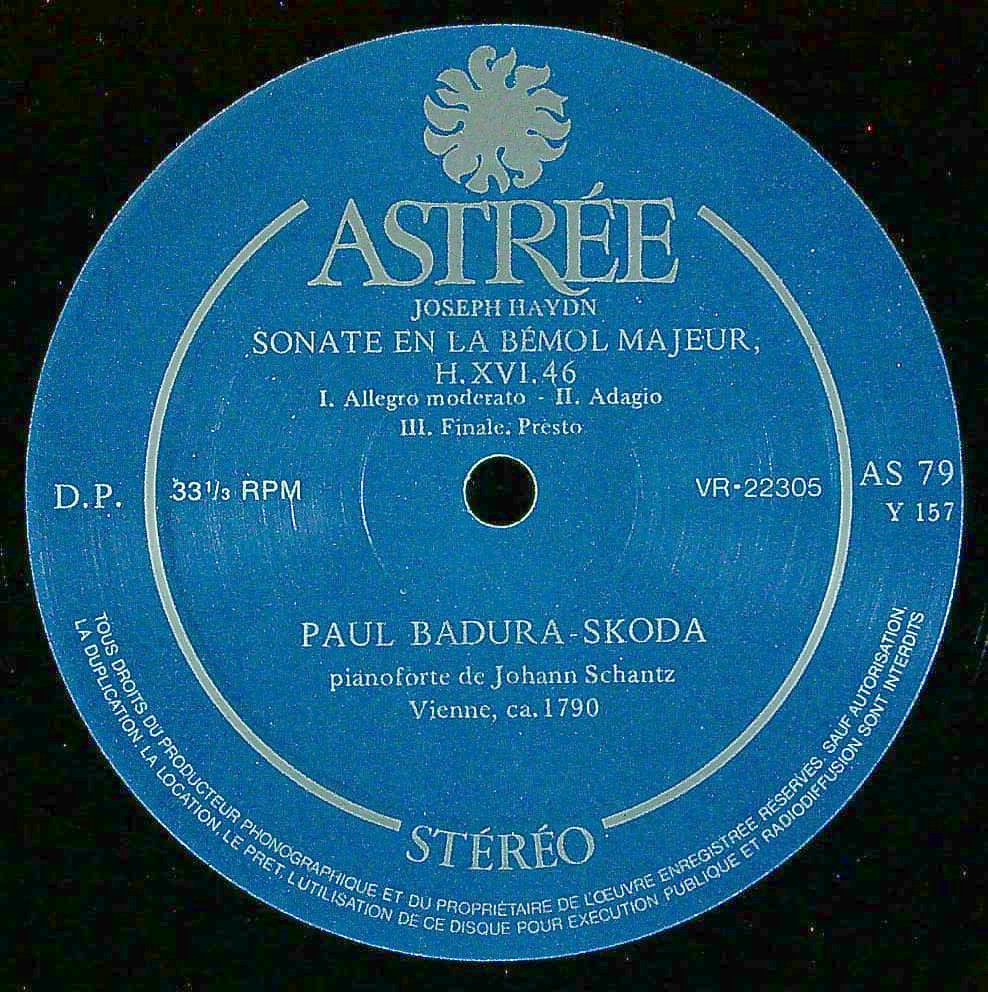 ASTRÉE
JOSEPH HAYDN
SONATE EN LA BÉMOL MAJEUR,
H.XVI.46
I. Allegro moderato - II. Adagio
III. Finale. Presto
D.P.
33 1/3 RPM
VR·22305
AS 79
Y 157
PAUL BADURA-SKODA
pianoforte de Johann Schantz
Vienne, ca. 1790
STÉRÉO
TOUS DROITS DU PRODUCTEUR PHONOGRAPHIQUE ET DU PROPRIÉTAIRE DE L'ŒUVRE ENREGISTRÉE RÉSERVÉS. SAUF AUTORISATION,
LA DUPLICATION, LA LOCATION, LE PRET, L'UTILISATION DE CE DISQUE POUR EXECUTION PUBLIQUE ET RADIODIFFUSION SONT INTERDITS